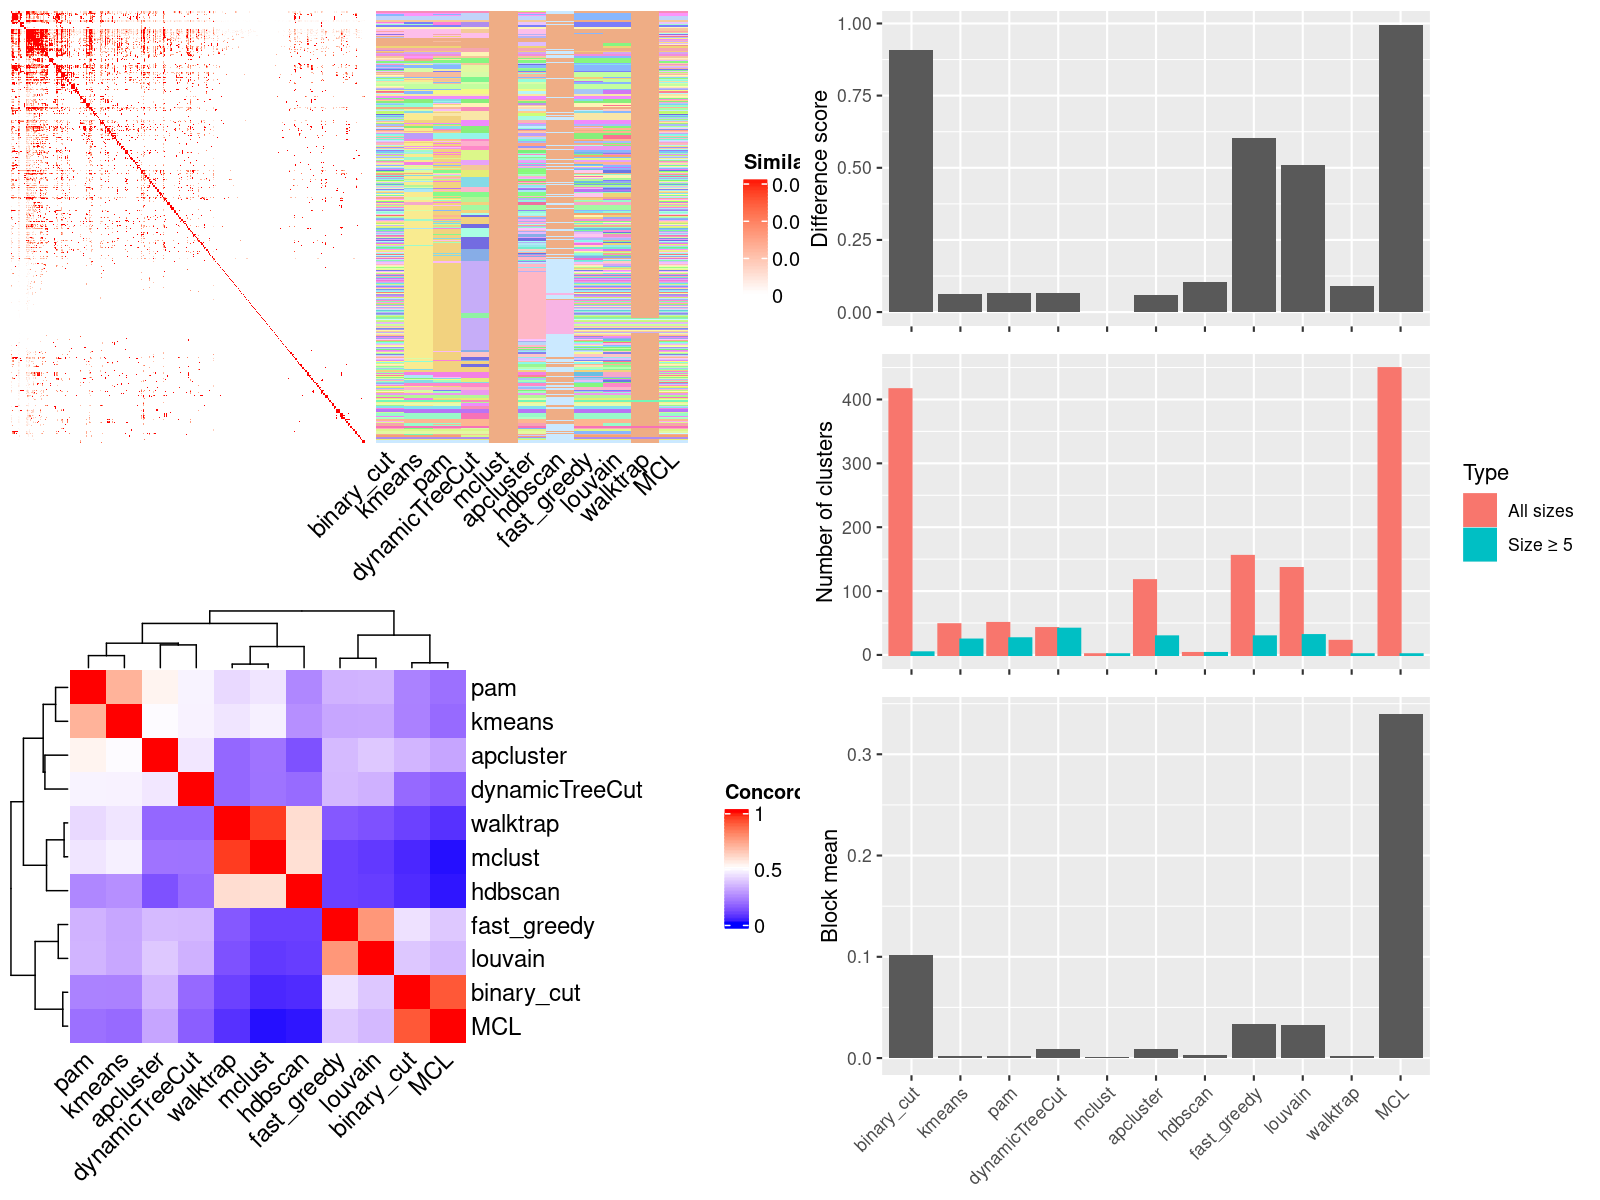 Simila
0.0
0.0
0.0
0
binary_cut
kmeans
pam
dynamicTreeCut
mclust
apcluster
hdbscan
fast_greedy
louvain
walktrap
MCL
pam
kmeans
apcluster
dynamicTreeCut
walktrap
mclust
hdbscan
fast_greedy
louvain
binary_cut
MCL
pam
kmeans
apcluster
dynamicTreeCut
walktrap
mclust
hdbscan
fast_greedy
louvain
binary_cut
MCL
Concorc
1
0.5
0
Difference score
1.00
0.75
0.50
0.25
0.00
Number of clusters
400
300
200
100
0
Type
All sizes
Size ≥ 5
Block mean
0.3
0.2
0.1
0.0
binary_cut
kmeans
pam
dynamicTreeCut
mclust
apcluster
hdbscan
fast_greedy
louvain
walktrap
MCL